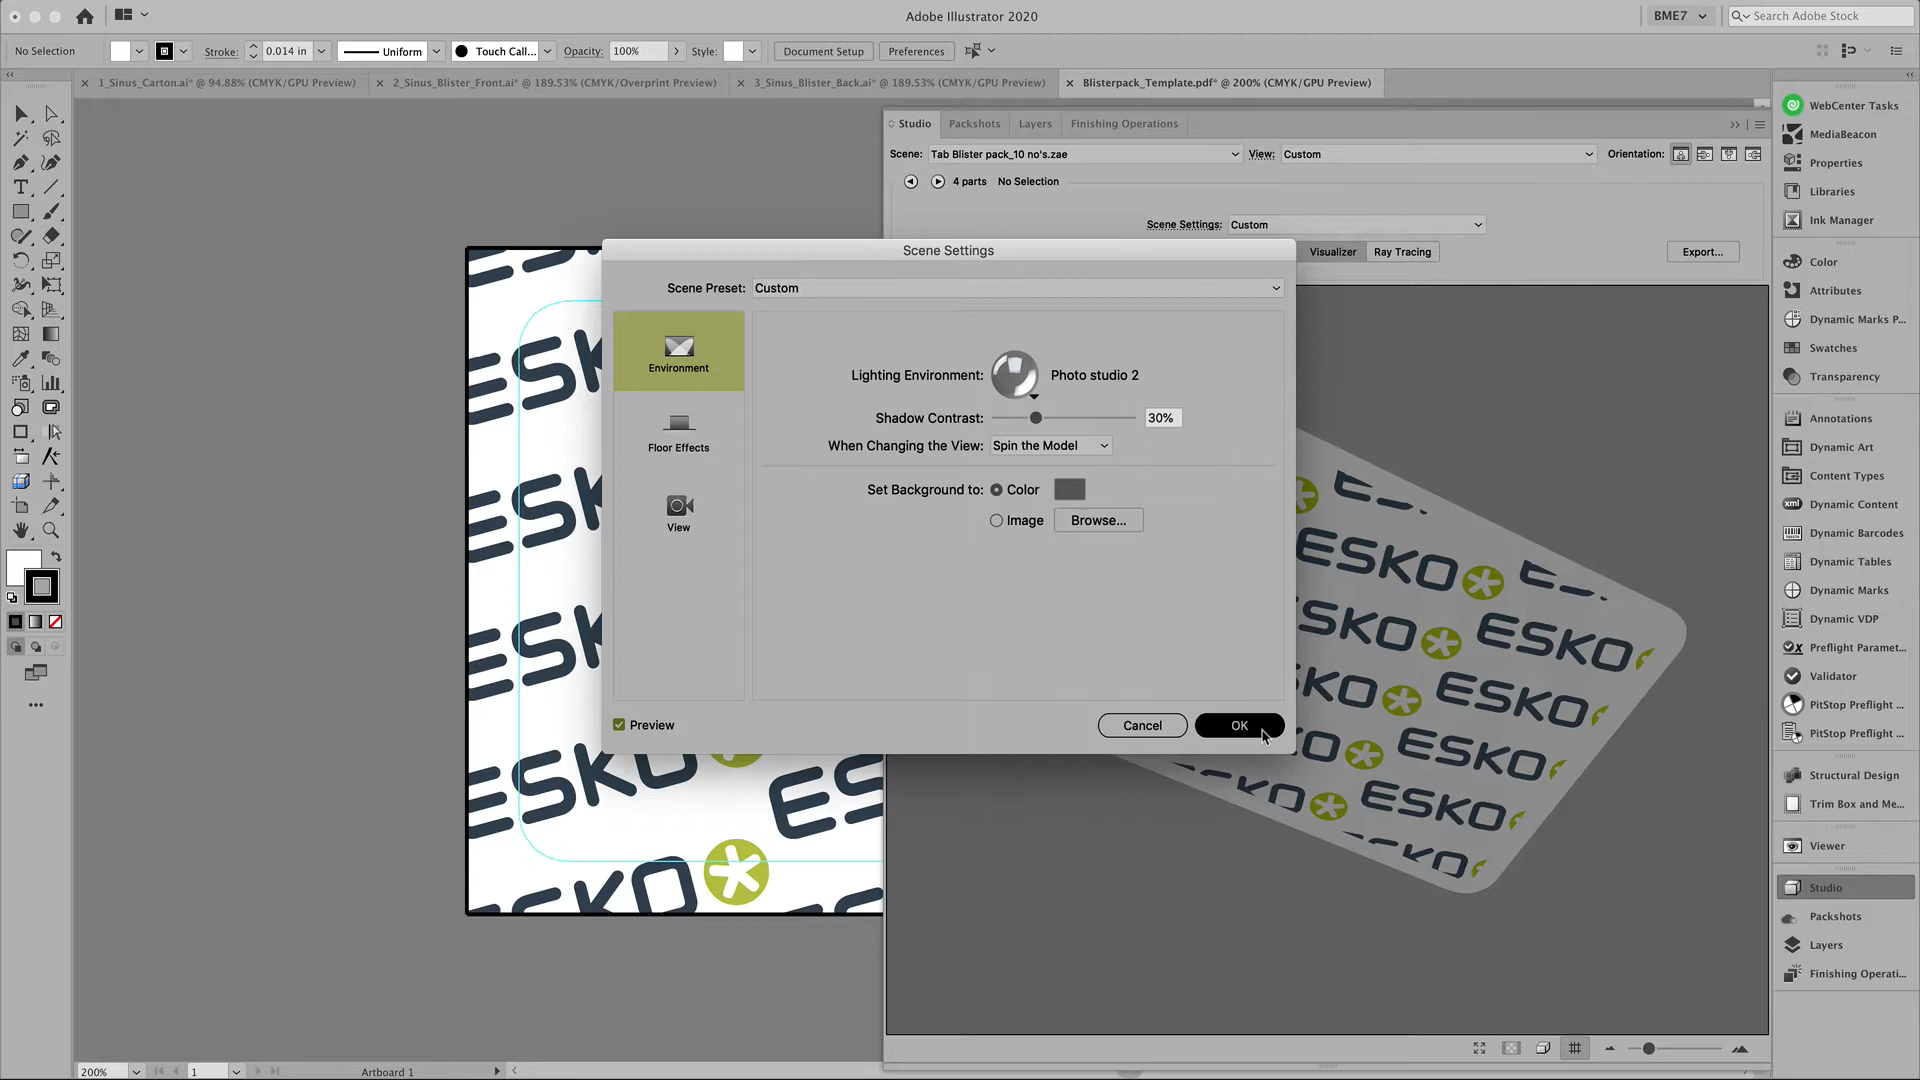 Adobe Illustrator 2020
BME7
Search Adobe Stock
No Selection
Stroke:
0.014 in
Uniform
Touch Call...
Opacity:
100%
Style:
Document Setup
Preferences
1_Sinus_Carton.ai* @ 94.88% (CMYK/GPU Preview)
2_Sinus_Blister_Front.ai* @ 189.53% (CMYK/Overprint Preview)
3_Sinus_Blister_Back.ai* @ 189.53% (CMYK/GPU Preview)
Blisterpack_Template.pdf* @ 200% (CMYK/GPU Preview)
Studio
Packshots
Layers
Finishing Operations
Scene:
Tab Blister pack_10 no's.zae
View:
Custom
Orientation:
4 parts
No Selection
Scene Settings:
Custom
Visualizer
Ray Tracing
Export...
Scene Settings
Scene Preset:
Custom
Environment
Floor Effects
View
Lighting Environment:
Photo studio 2
Shadow Contrast:
30%
When Changing the View:
Spin the Model
Set Background to:
Color
Image
Browse...
Preview
Cancel
OK
ESKO
ESKO
ESKO
ESKO
ESKO
ESKO
ESKO
ESKO
ESKO
ESKO
WebCenter Tasks
MediaBeacon
Properties
Libraries
Ink Manager
Color
Attributes
Dynamic Marks P...
Swatches
Transparency
Annotations
Dynamic Art
Content Types
xml
Dynamic Content
Dynamic Barcodes
Dynamic Tables
Dynamic Marks
Dynamic VDP
Preflight Paramet...
Validator
PitStop Preflight ...
PitStop Preflight ...
Structural Design
Trim Box and Me...
Viewer
Studio
Packshots
Layers
Finishing Operati...
200%
1
Artboard 1